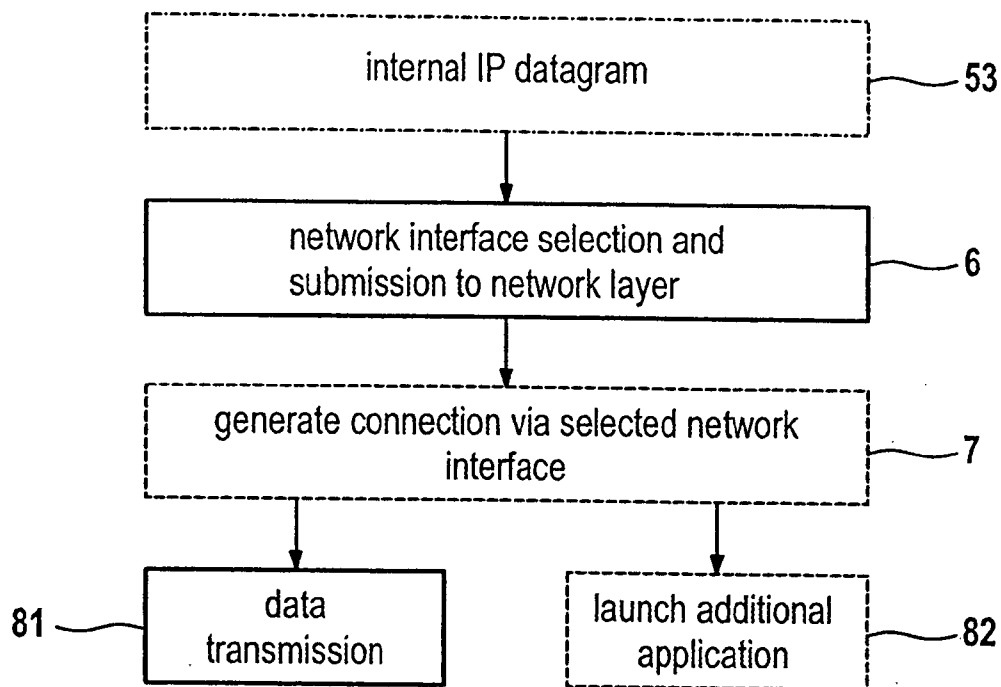 internal IP datagram
53
network interface selection and
submission to network layer
6
generate connection via selected network
interface
7
81
data
transmission
launch additional
application
82